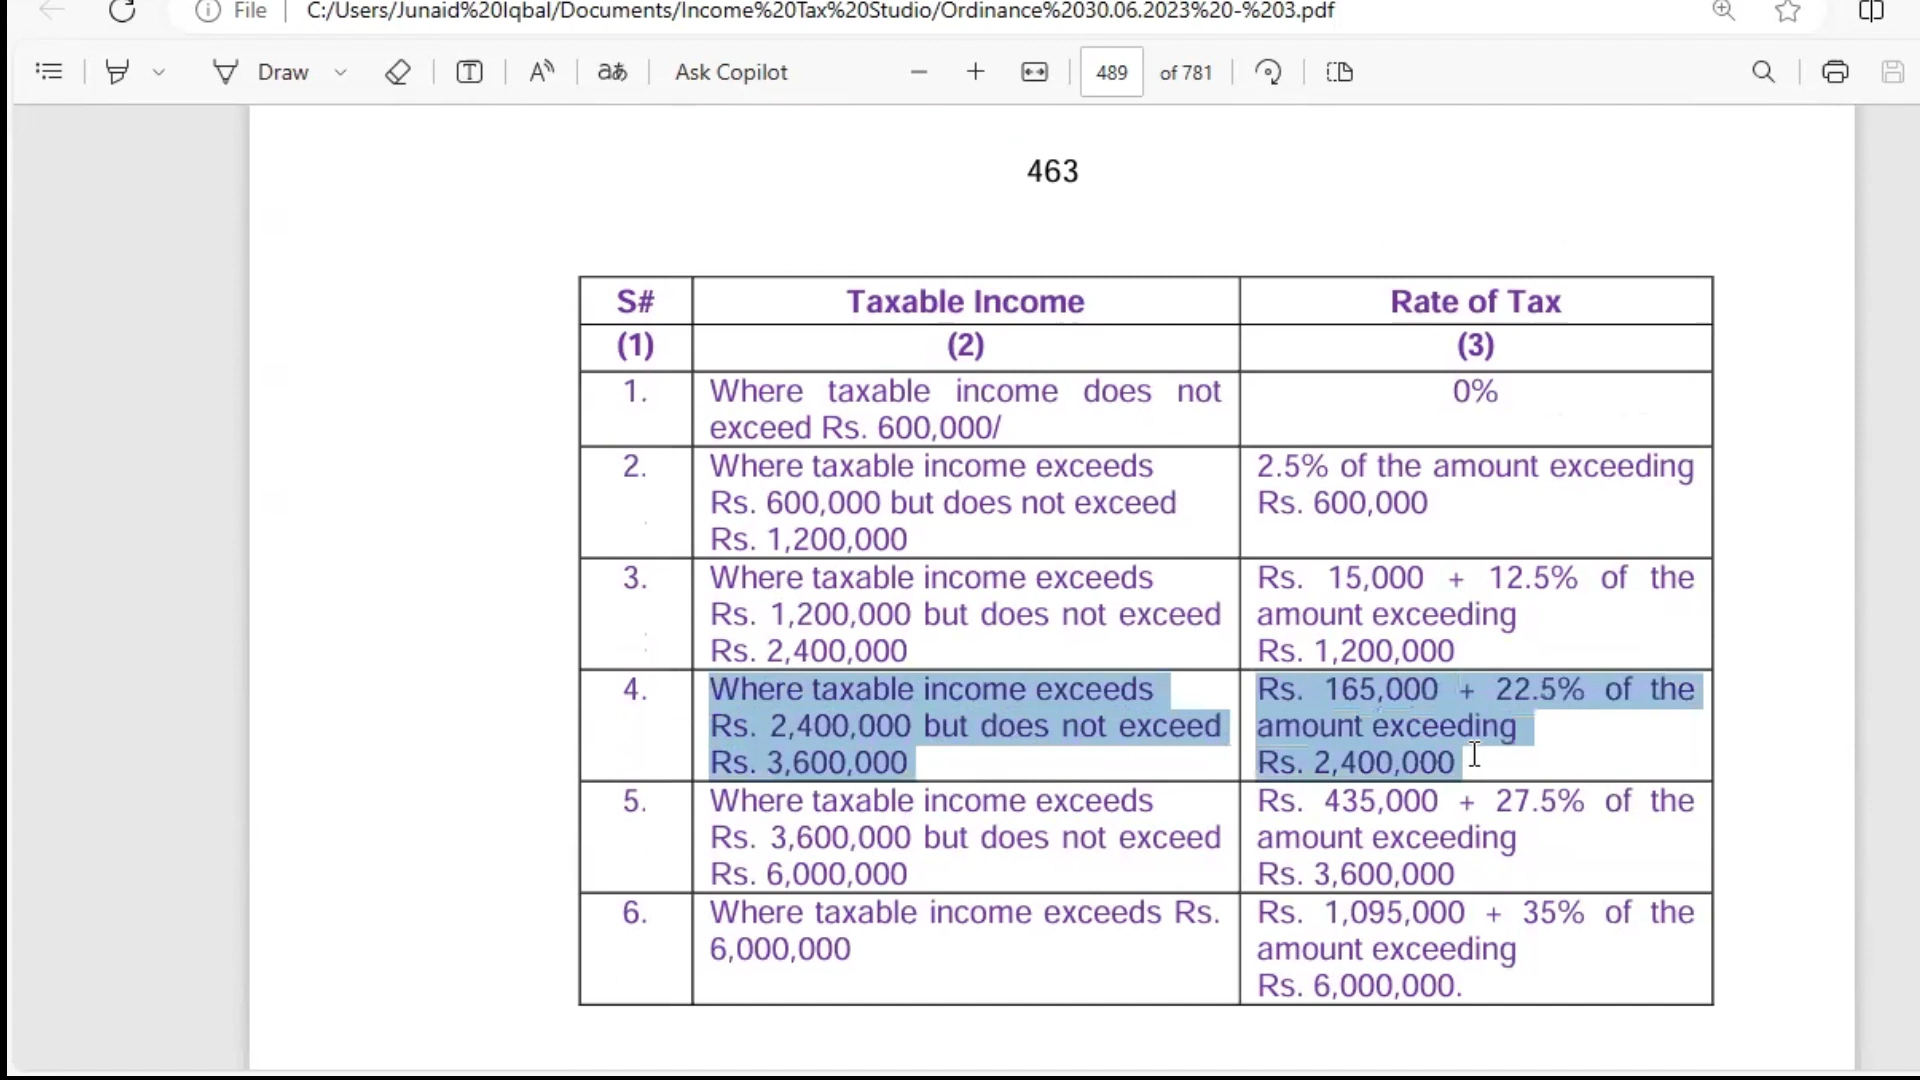 File
C:/Users/Junaid%20Iqbal/Documents/Income%20Tax%20Studio/Ordinance%2030.06.2023%20-%203.pdf
Draw
T
A
aあ
Ask Copilot
489 of 781
463
S# Taxable Income Rate of Tax
(1) (2) (3)
1. Where taxable income does not 0%
exceed Rs. 600,000/
2. Where taxable income exceeds 2.5% of the amount exceeding
Rs. 600,000 but does not exceed Rs. 600,000
Rs. 1,200,000
3. Where taxable income exceeds Rs. 15,000 + 12.5% of the
Rs. 1,200,000 but does not exceed amount exceeding
Rs. 2,400,000 Rs. 1,200,000
4. Where taxable income exceeds Rs. 165,000 + 22.5% of the
Rs. 2,400,000 but does not exceed amount exceeding
Rs. 3,600,000 Rs. 2,400,000
5. Where taxable income exceeds Rs. 435,000 + 27.5% of the
Rs. 3,600,000 but does not exceed amount exceeding
Rs. 6,000,000 Rs. 3,600,000
6. Where taxable income exceeds Rs. Rs. 1,095,000 + 35% of the
6,000,000 amount exceeding
Rs. 6,000,000.